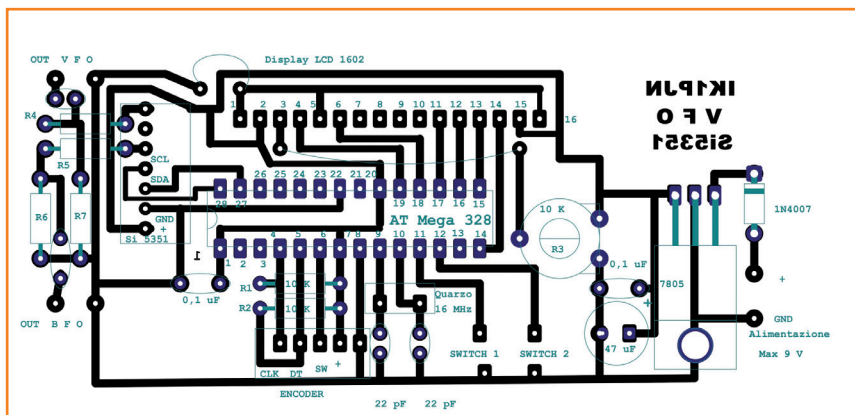 OUT V F O
Display LCD 1602
IK1PJN
V F O
Si5351
1 2 3 4 5 6 7 8 9 10 11 12 13 14 15 16
R4
R5
SCL
SDA
GND
+
Si 5351
R6
R7
28 27 26 25 24 23 22 21 20 19 18 17 16 15
AT Mega 328
1 2 3 4 5 6 7 8 9 10 11 12 13 14
1
10 K
R3
1N4007
0,1 uF
0,1 uF
+
7805
+
R1
10 K
R2
10 K
Quarzo
16 MHz
OUT B F O
GND
Alimentazione
Max 9 V
47 uF
SWITCH 1
SWITCH 2
CLK DT SW +
ENCODER
22 pF
22 pF